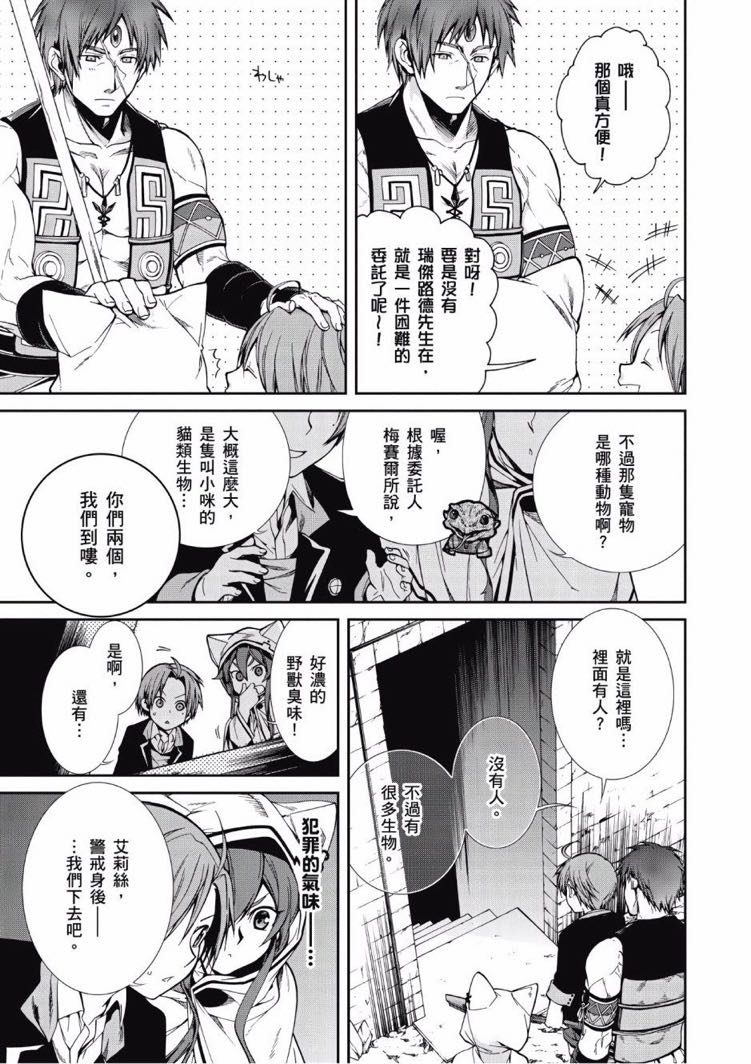 哦——
那個真方便！
對呀！
要是沒有
瑞傑路德先生在，
就是一件困難的
委託了呢～！
わしゃ
不過那隻寵物
是哪種動物啊？
喔，
根據委託人
梅賽爾所說，
大概這麼大，
是隻叫小咪的
貓類生物…
你們兩個，
我們到嘍。
就是這裡嗎…
裡面有人？
沒有人。
不過有
很多生物。
好濃的
野獸臭味！
是啊，
還有…
犯罪的氣味——…
艾莉絲，
警戒身後——
…我們下去吧。